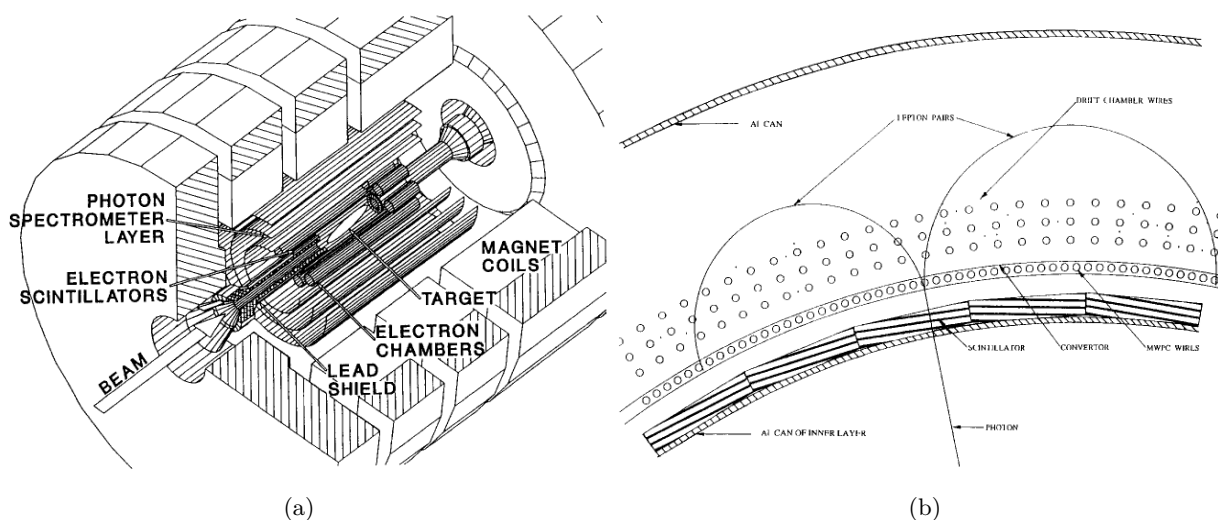 PHOTON
SPECTROMETER
LAYER
ELECTRON
SCINTILLATORS
BEAM
LEAD
SHIELD
ELECTRON
CHAMBERS
TARGET
MAGNET
COILS
(a)
DRIFT CHAMBER WIRES
LEPTON PAIRS
Al CAN
SCINTILLATOR
CONVERTOR
MWPC WIRES
Al CAN OF INNER LAYER
PHOTON
(b)